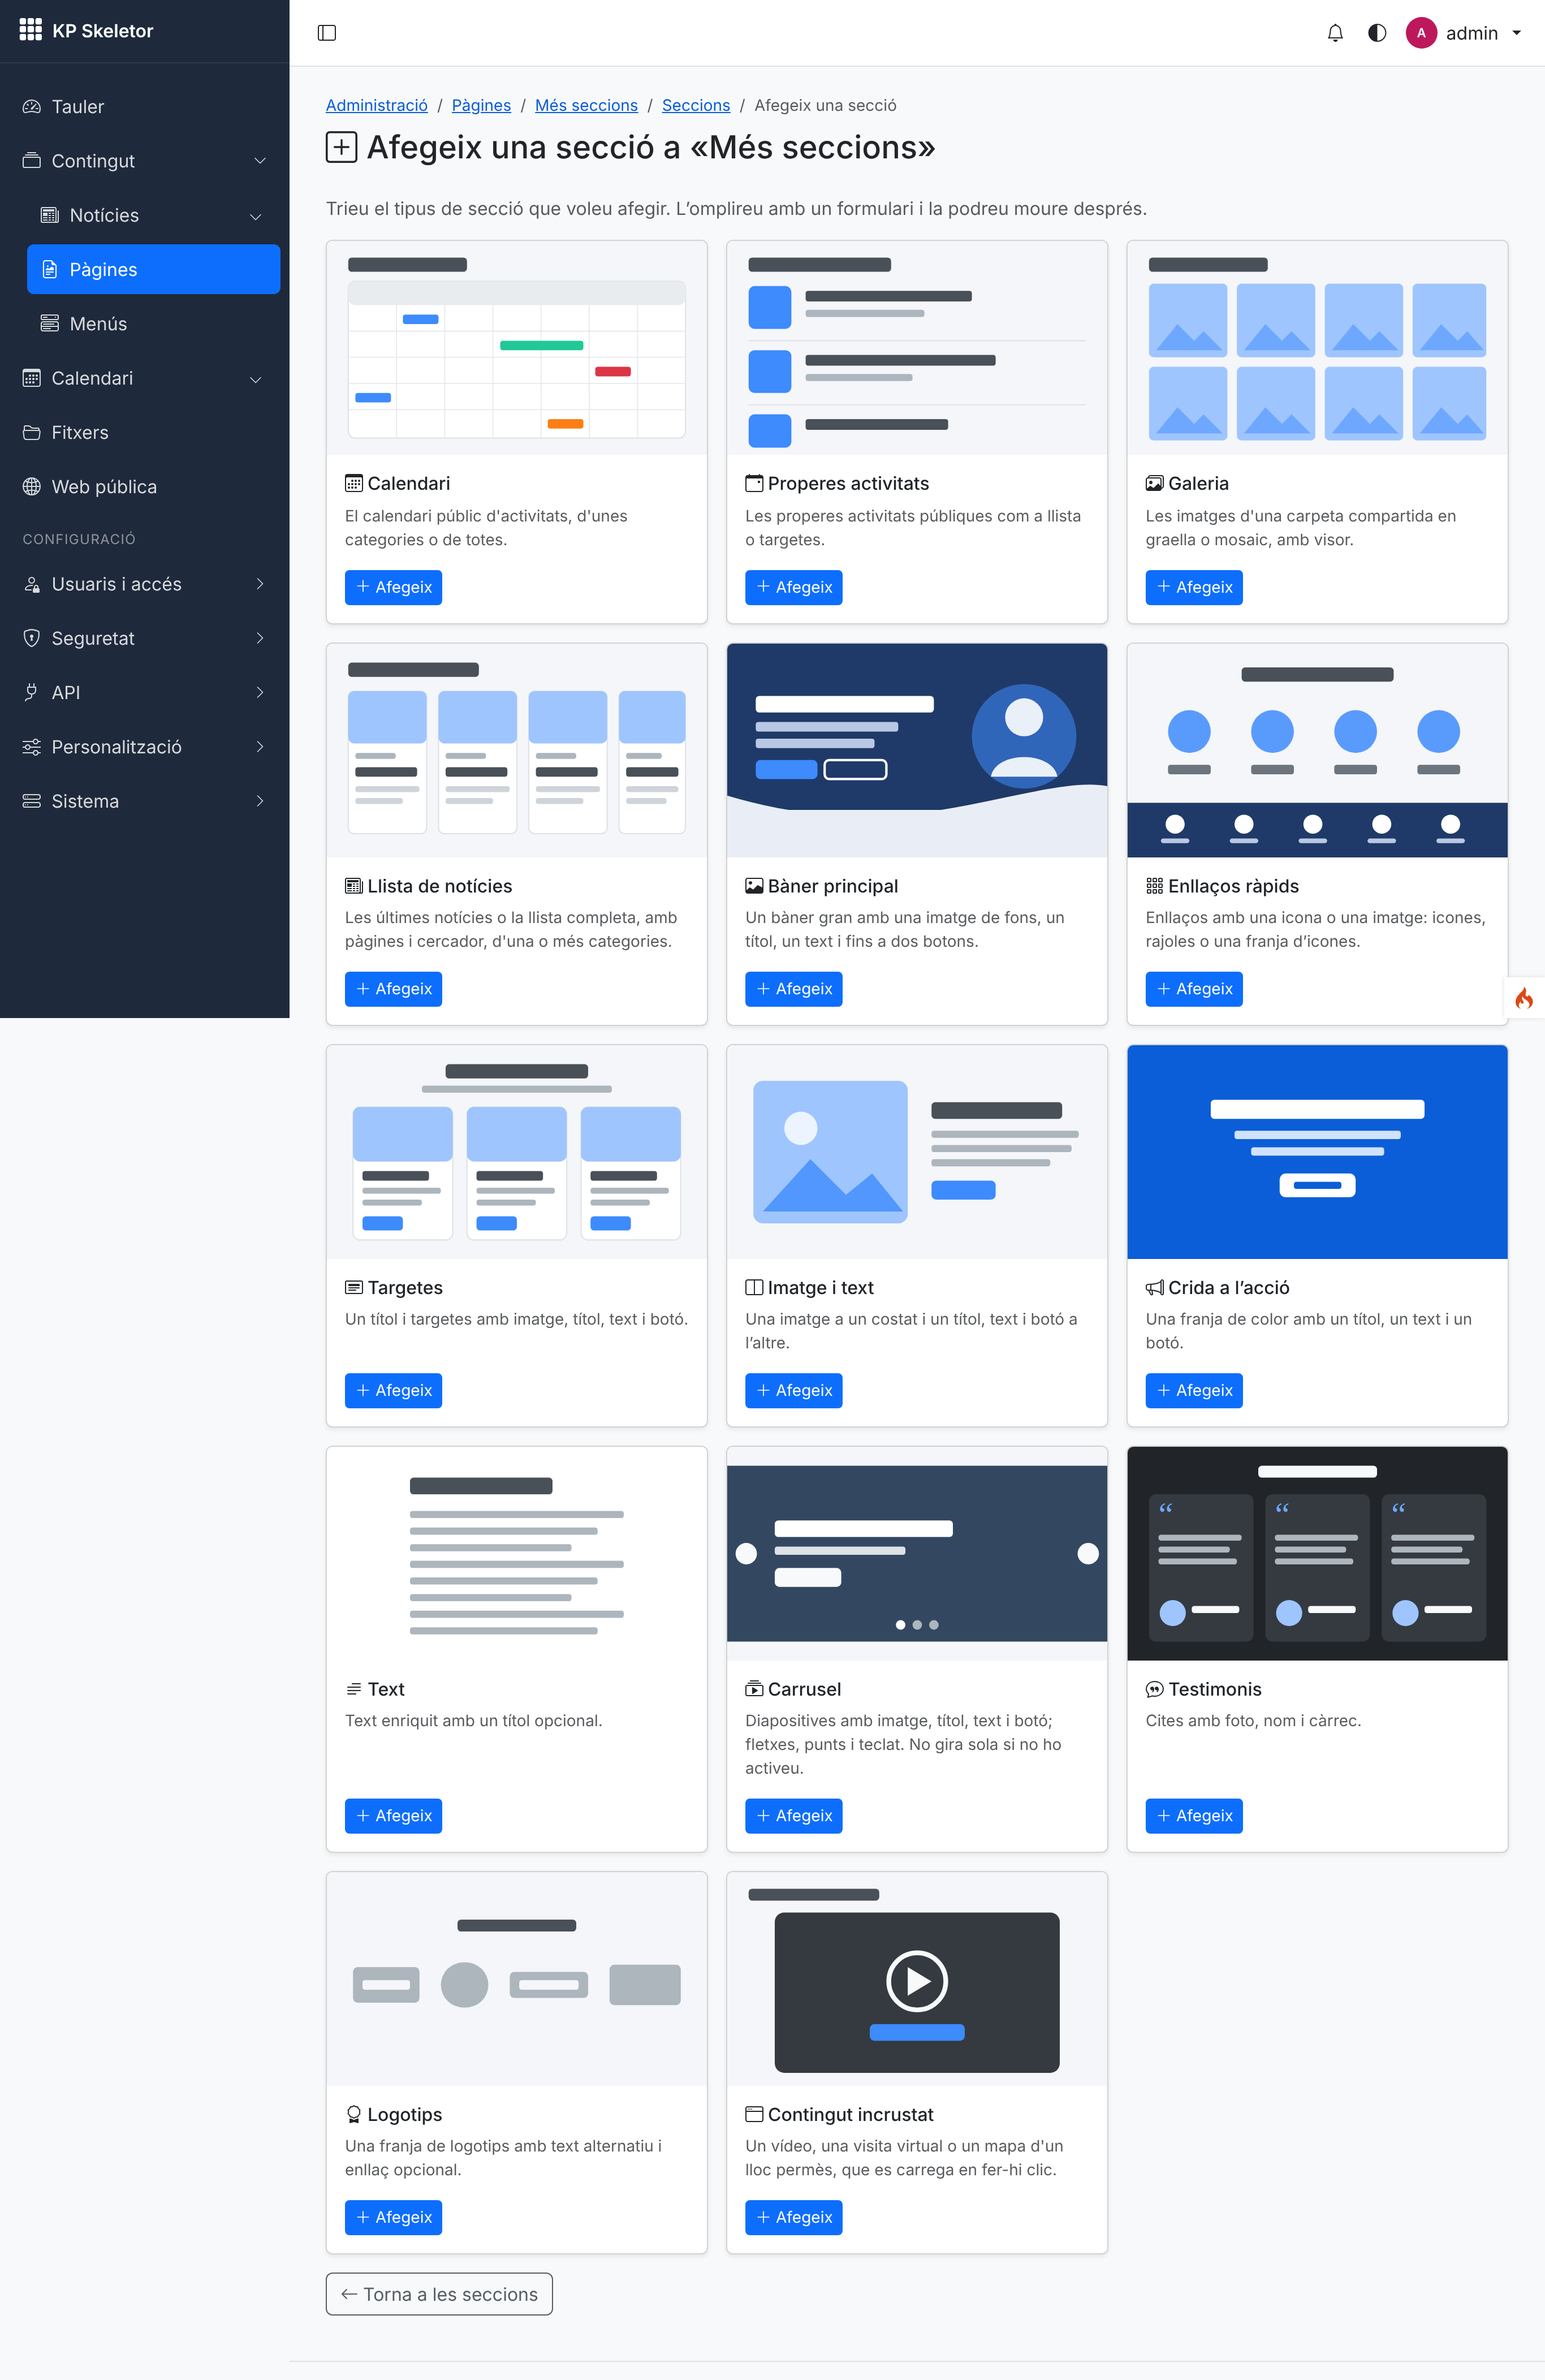 KP Skeletor
admin
A
Tauler
Contingut
Notícies
Pàgines
Menús
Calendari
Fitxers
Web pública
CONFIGURACIÓ
Usuaris i accés
Seguretat
API
Personalització
Sistema
Administració / Pàgines / Més seccions / Seccions / Afegeix una secció
Afegeix una secció a «Més seccions»
Trieu el tipus de secció que voleu afegir. L’omplireu amb un formulari i la podreu moure després.
Calendari
El calendari públic d'activitats, d'unes
categories o de totes.
+ Afegeix
Properes activitats
Les properes activitats públiques com a llista
o targetes.
+ Afegeix
Galeria
Les imatges d'una carpeta compartida en
graella o mosaic, amb visor.
+ Afegeix
Llista de notícies
Les últimes notícies o la llista completa, amb
pàgines i cercador, d'una o més categories.
+ Afegeix
Bàner principal
Un bàner gran amb una imatge de fons, un
títol, un text i fins a dos botons.
+ Afegeix
Enllaços ràpids
Enllaços amb una icona o una imatge: icones,
rajoles o una franja d’icones.
+ Afegeix
Targetes
Un títol i targetes amb imatge, títol, text i botó.
+ Afegeix
Imatge i text
Una imatge a un costat i un títol, text i botó a
l’altre.
+ Afegeix
Crida a l’acció
Una franja de color amb un títol, un text i un
botó.
+ Afegeix
Text
Text enriquit amb un títol opcional.
+ Afegeix
Carrusel
Diapositives amb imatge, títol, text i botó;
fletxes, punts i teclat. No gira sola si no ho
activeu.
+ Afegeix
Testimonis
Cites amb foto, nom i càrrec.
+ Afegeix
Logotips
Una franja de logotips amb text alternatiu i
enllaç opcional.
+ Afegeix
Contingut incrustat
Un vídeo, una visita virtual o un mapa d'un
lloc permès, que es carrega en fer-hi clic.
+ Afegeix
← Torna a les seccions